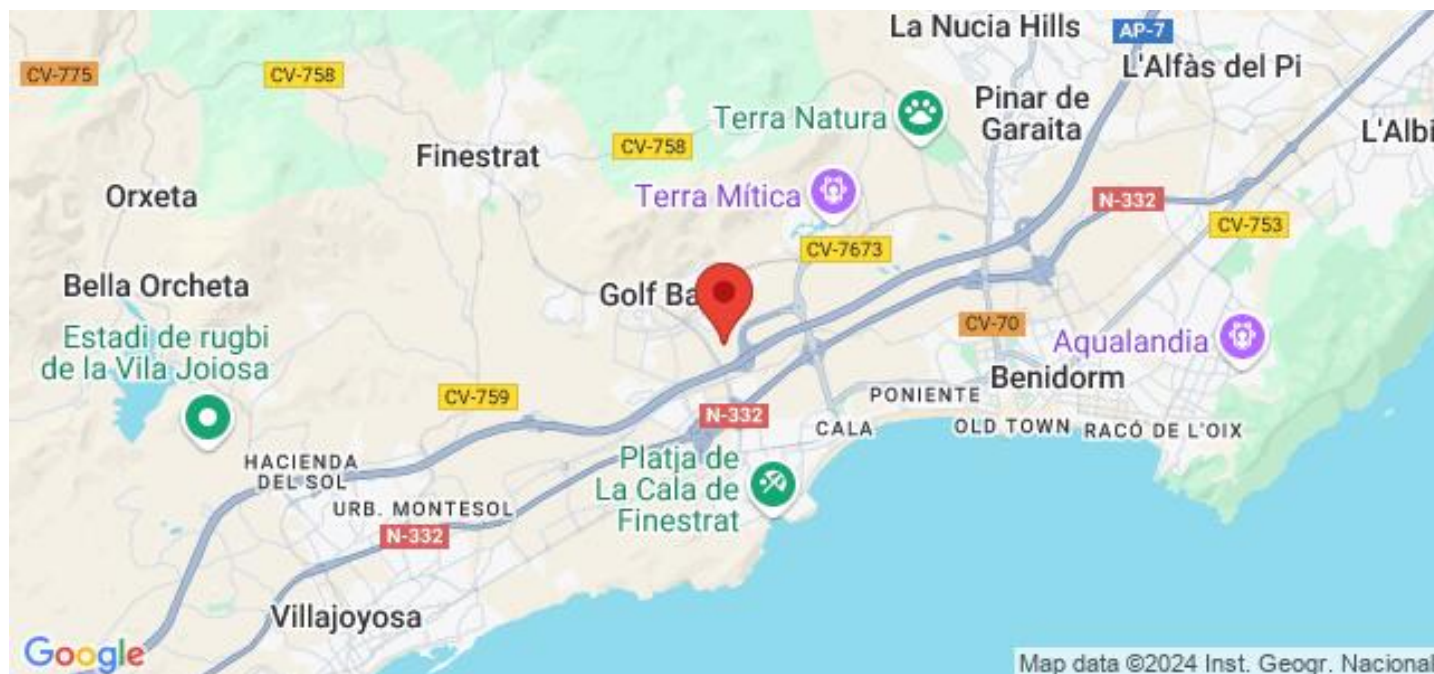 La Nucia Hills
AP-7
CV-775
CV-758
L'Alfàs del Pi
Terra Natura
Pinar de
Garaita
Finestrat
CV-758
L'Albi
Orxeta
Terra Mítica
N-332
CV-753
CV-7673
Bella Orcheta
Golf Ba
Estadi de rugbi
de la Vila Joiosa
CV-70
Aqualandia
Benidorm
CV-759
PONIENTE
N-332
CALA
OLD TOWN
RACÓ DE L'OIX
HACIENDA
DEL SOL
Platja de
La Cala de
Finestrat
URB. MONTESOL
N-332
Villajoyosa
Google
Map data ©2024 Inst. Geogr. Nacional